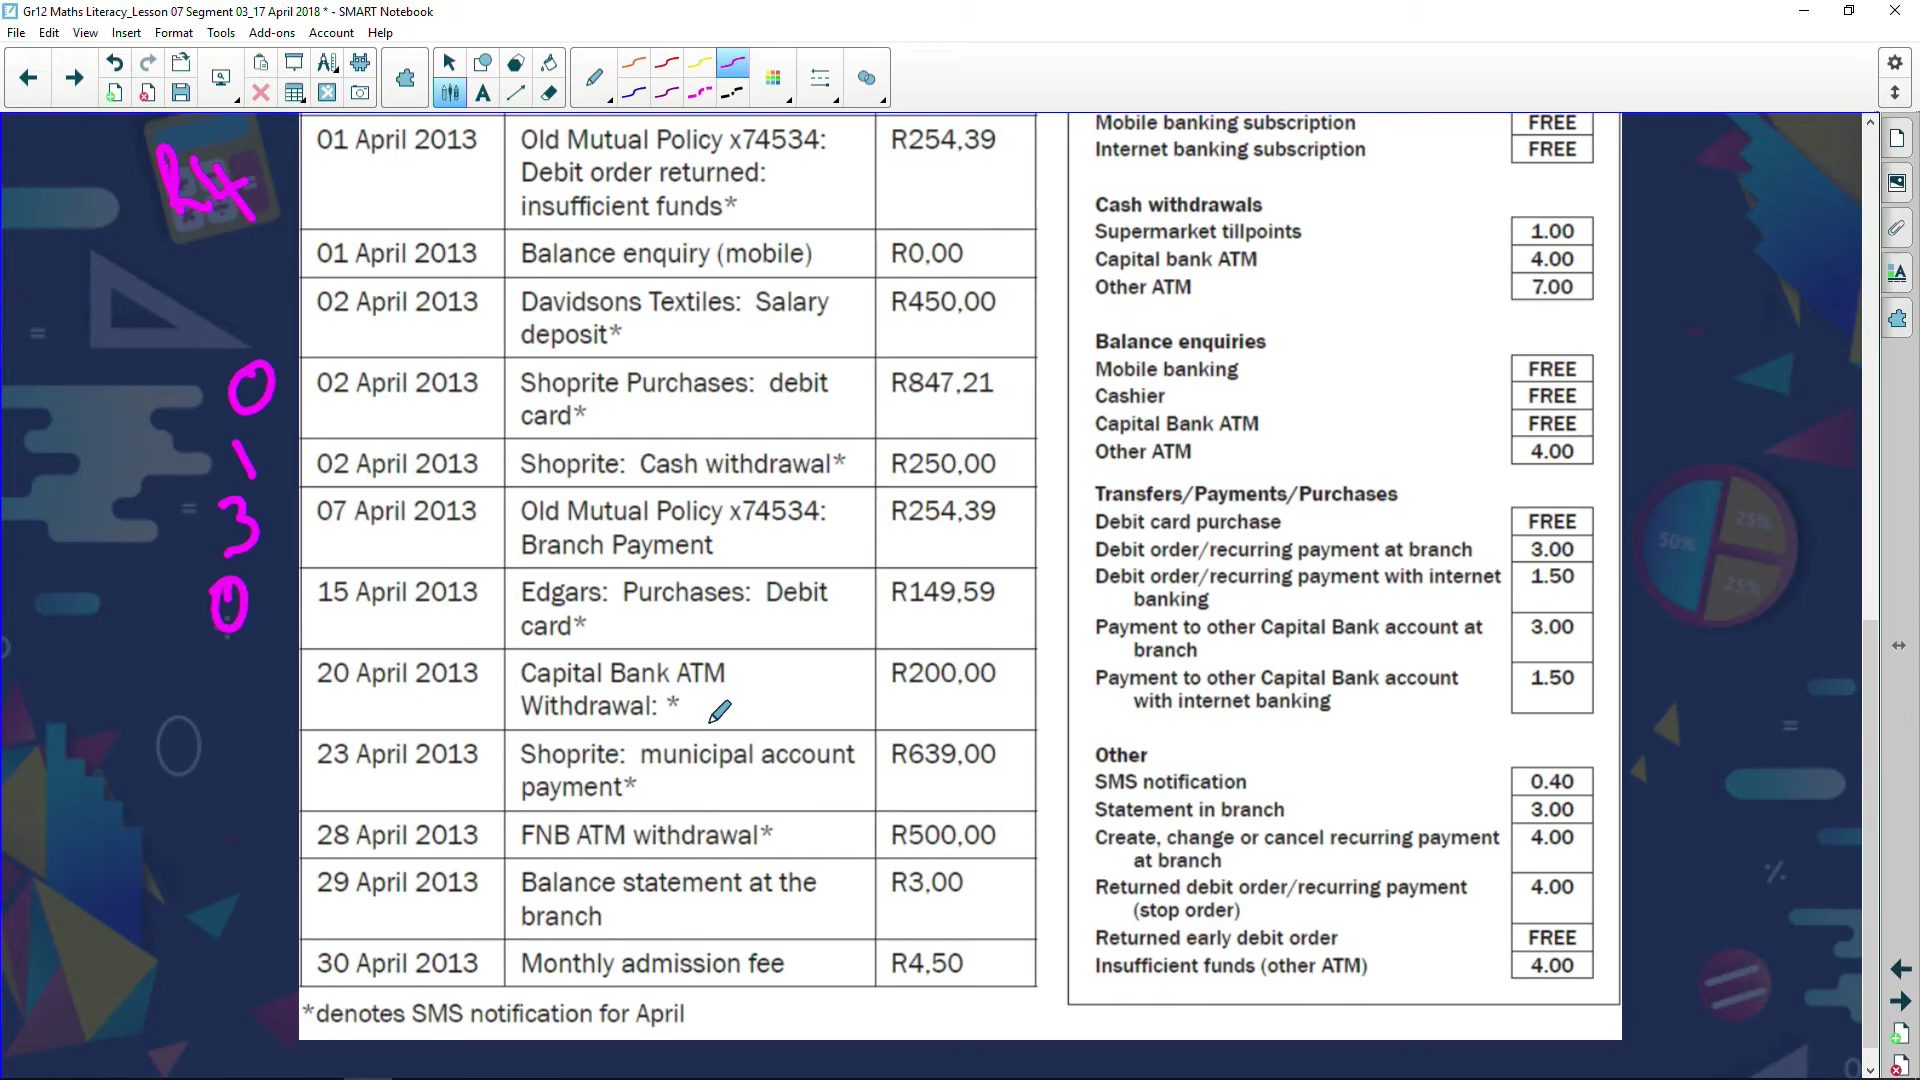 Gr12 Maths Literacy_Lesson 07 Segment 03_17 April 2018 * - SMART Notebook
File Edit View Insert Format Tools Add-ons Account Help
R4
0
1
3
0
01 April 2013 Old Mutual Policy x74534: R254,39
Debit order returned:
insufficient funds*
01 April 2013 Balance enquiry (mobile) R0,00
02 April 2013 Davidsons Textiles: Salary R450,00
deposit*
02 April 2013 Shoprite Purchases: debit R847,21
card*
02 April 2013 Shoprite: Cash withdrawal* R250,00
07 April 2013 Old Mutual Policy x74534: R254,39
Branch Payment
15 April 2013 Edgars: Purchases: Debit R149,59
card*
20 April 2013 Capital Bank ATM R200,00
Withdrawal: *
23 April 2013 Shoprite: municipal account R639,00
payment*
28 April 2013 FNB ATM withdrawal* R500,00
29 April 2013 Balance statement at the R3,00
branch
30 April 2013 Monthly admission fee R4,50
*denotes SMS notification for April
Mobile banking subscription FREE
Internet banking subscription FREE
Cash withdrawals
Supermarket tillpoints 1.00
Capital bank ATM 4.00
Other ATM 7.00
Balance enquiries
Mobile banking FREE
Cashier FREE
Capital Bank ATM FREE
Other ATM 4.00
Transfers/Payments/Purchases
Debit card purchase FREE
Debit order/recurring payment at branch 3.00
Debit order/recurring payment with internet 1.50
banking
Payment to other Capital Bank account at 3.00
branch
Payment to other Capital Bank account 1.50
with internet banking
Other
SMS notification 0.40
Statement in branch 3.00
Create, change or cancel recurring payment 4.00
at branch
Returned debit order/recurring payment 4.00
(stop order)
Returned early debit order FREE
Insufficient funds (other ATM) 4.00
50%
25%
25%